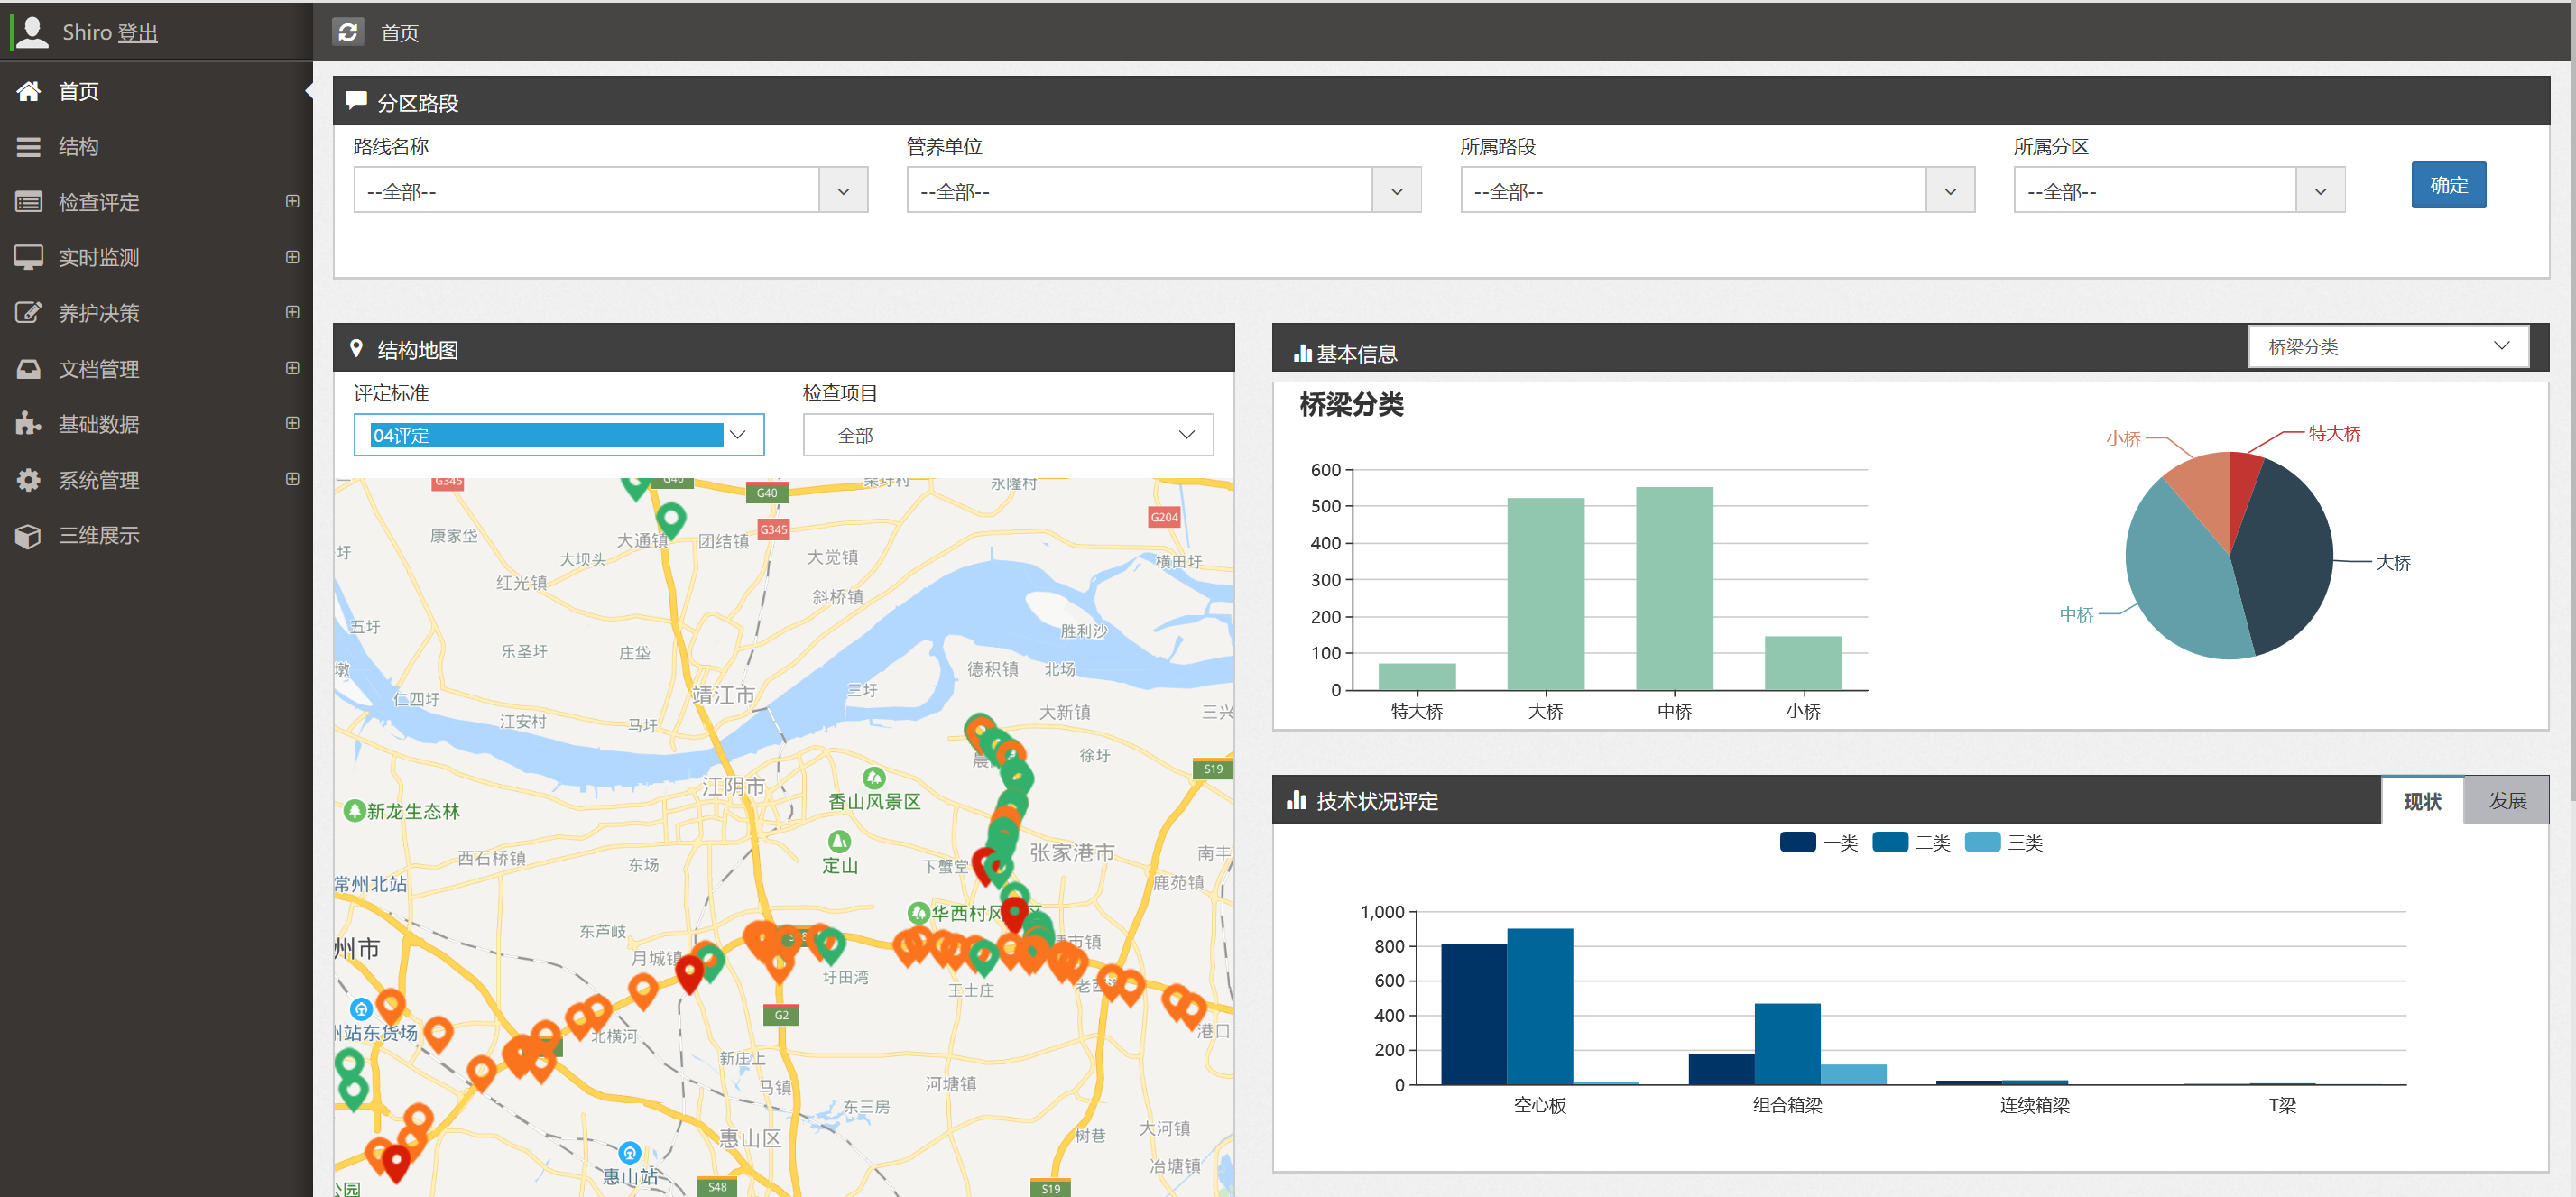 Shiro 登出
首页
首页
结构
检查评定
实时监测
养护决策
文档管理
基础数据
系统管理
三维展示
分区路段
路线名称 管养单位 所属路段 所属分区
--全部-- --全部-- --全部-- --全部-- 确定
结构地图
评定标准 检查项目
04评定 --全部--
G345 G40 G40 永隆村
康家垈 大通镇 团结镇 G345 G204
大坝头 大觉镇 横田圩
圩
红光镇 斜桥镇
五圩 胜利沙
乐圣圩 庄垈
墩 德积镇 北场
仁四圩 靖江市 三圩
江安村 马圩 大新镇 三兴
徐圩
S19
江阴市
新龙生态林 香山风景区
西石桥镇 东场 定山 下蟹堂 张家港市 南丰
常州北站 鹿苑镇
华西村风 区
州市 东芦岐
月城镇 圩田湾 王士庄
G2
州站东货场 北横河 港口
新庄上
马镇 河塘镇
东三房
惠山区 树巷 大河镇
惠山站 冶塘镇
公园 S48 S19
基本信息 桥梁分类
桥梁分类
600
500
400
300
200
100
0
特大桥 大桥 中桥 小桥
小桥 特大桥
大桥
中桥
技术状况评定 现状 发展
一类 二类 三类
1,000
800
600
400
200
0
空心板 组合箱梁 连续箱梁 T梁